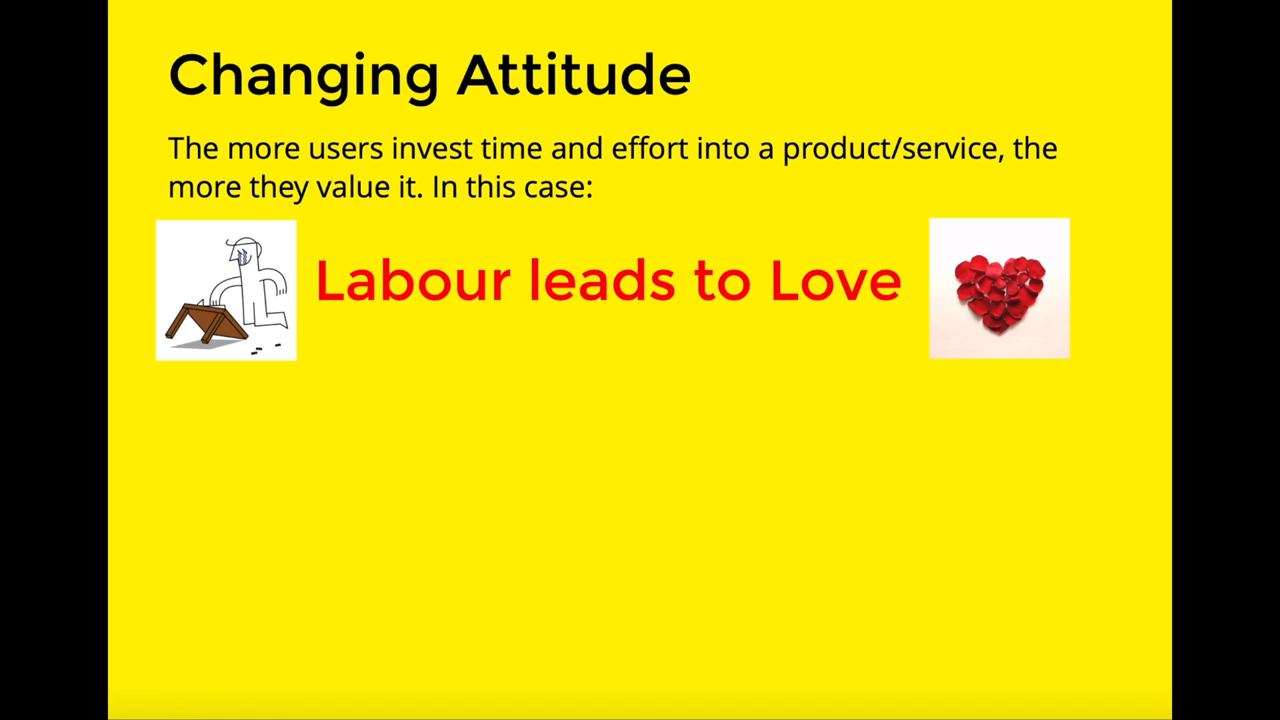 Changing Attitude
The more users invest time and effort into a product/service, the
more they value it. In this case:
Labour leads to Love